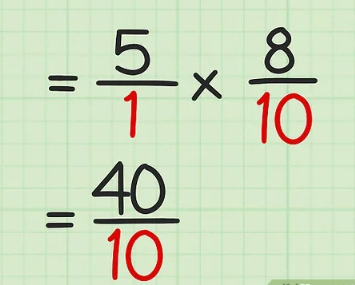 = 5/1 × 8/10
= 40/10